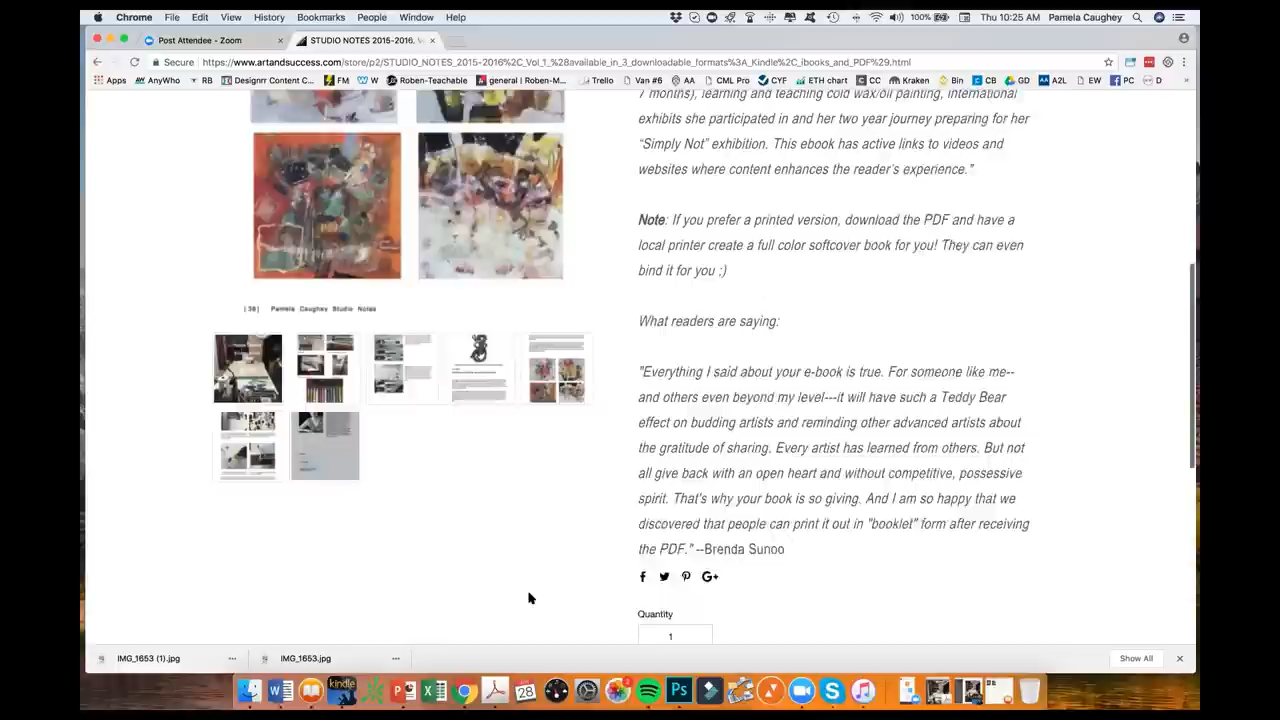 Chrome File Edit View History Bookmarks People Window Help 100% Thu 10:25 AM Pamela Caughey
Post Attendee - Zoom × STUDIO NOTES 2015-2016, ×
Secure https://www.artandsuccess.com/store/p2/STUDIO_NOTES_2015-2016%2C_Vol_1_%28available_in_3_downloadable_formats%3A_Kindle%2C_ibooks_and_PDF%29.html
Apps AnyWho RB Designrr Content C... FM W Roben-Teachable general | Roben-M... Trello Van #6 AA CML Pro CYF ETH chart Kraken Bin CB GD A2L EW PCV D »
7 months), learning and teaching cold wax/oil painting, international
exhibits she participated in and her two year journey preparing for her
“Simply Not” exhibition. This ebook has active links to videos and
websites where content enhances the reader’s experience.”
Note: If you prefer a printed version, download the PDF and have a
local printer create a full color softcover book for you! They can even
bind it for you ;)
|38| Pamela Caughey Studio Notes
What readers are saying:
"Everything I said about your e-book is true. For someone like me--
and others even beyond my level---it will have such a Teddy Bear
effect on budding artists and reminding other advanced artists about
the gratitude of sharing. Every artist has learned from others. But not
all give back with an open heart and without competitive, possessive
spirit. That's why your book is so giving. And I am so happy that we
discovered that people can print it out in "booklet" form after receiving
the PDF." --Brenda Sunoo
Quantity
1
IMG_1653 (1).jpg IMG_1653.jpg Show All
kindle 28 Ps